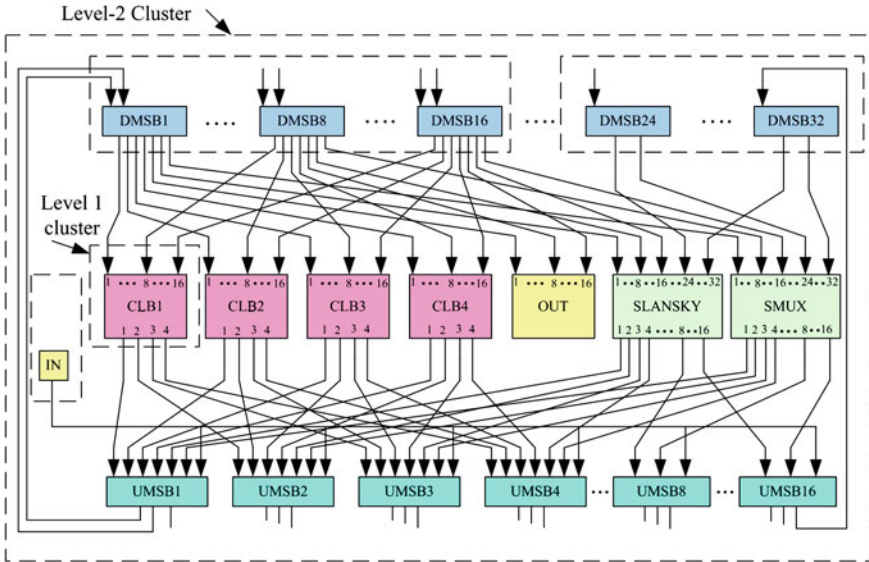 Level-2 Cluster
DMSB1 .... DMSB8 .... DMSB16 .... DMSB24 .... DMSB32
Level 1
cluster
1 ••• 8 ••• 16 1 ••• 8 ••• 16 1 ••• 8 ••• 16 1 ••• 8 ••• 16 1 ••• 8 ••• 16 1••8••16••24••32 1••8••16••24••32
CLB1 CLB2 CLB3 CLB4 OUT SLANSKY SMUX
1 2 3 4 1 2 3 4 1 2 3 4 1 2 3 4 1 2 3 4 ••• 8••16 1 2 3 4 ••• 8 •• 16
IN
UMSB1 UMSB2 UMSB3 UMSB4 ... UMSB8 ... UMSB16